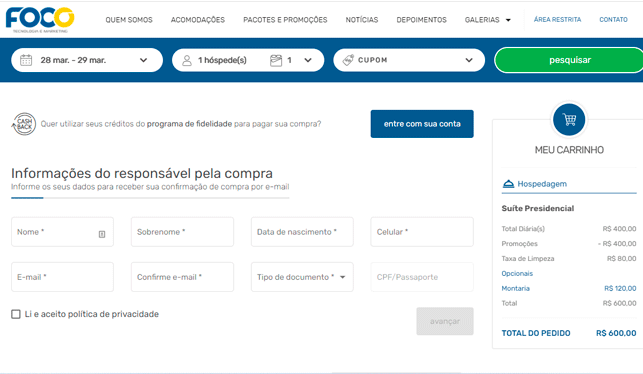 FOCO
TECNOLOGIA E MARKETING
QUEM SOMOS ACOMODAÇÕES PACOTES E PROMOÇÕES NOTÍCIAS DEPOIMENTOS GALERIAS ÁREA RESTRITA CONTATO
28 mar. - 29 mar. 1 hóspede(s) 1 CUPOM pesquisar
CASH BACK
Quer utilizar seus créditos do programa de fidelidade para pagar sua compra?
entre com sua conta
Informações do responsável pela compra
Informe os seus dados para receber sua confirmação de compra por e-mail
Nome * Sobrenome * Data de nascimento * Celular *
E-mail * Confirme e-mail * Tipo de documento * CPF/Passaporte
Li e aceito política de privacidade
avançar
MEU CARRINHO
Hospedagem
Suíte Presidencial
Total Diária(s) R$ 400,00
Promoções - R$ 400,00
Taxa de Limpeza R$ 80,00
Opcionais
Montaria R$ 120,00
Total R$ 600,00
TOTAL DO PEDIDO R$ 600,00